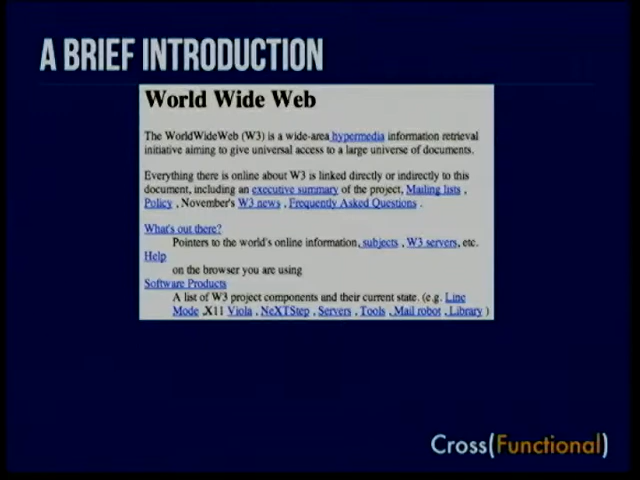 A BRIEF INTRODUCTION
World Wide Web
The WorldWideWeb (W3) is a wide-area hypermedia information retrieval
initiative aiming to give universal access to a large universe of documents.
Everything there is online about W3 is linked directly or indirectly to this
document, including an executive summary of the project, Mailing lists ,
Policy , November's W3 news , Frequently Asked Questions .
What's out there?
Pointers to the world's online information, subjects , W3 servers, etc.
Help
on the browser you are using
Software Products
A list of W3 project components and their current state. (e.g. Line
Mode ,X11 Viola , NeXTStep , Servers , Tools , Mail robot , Library )
Cross(Functional)